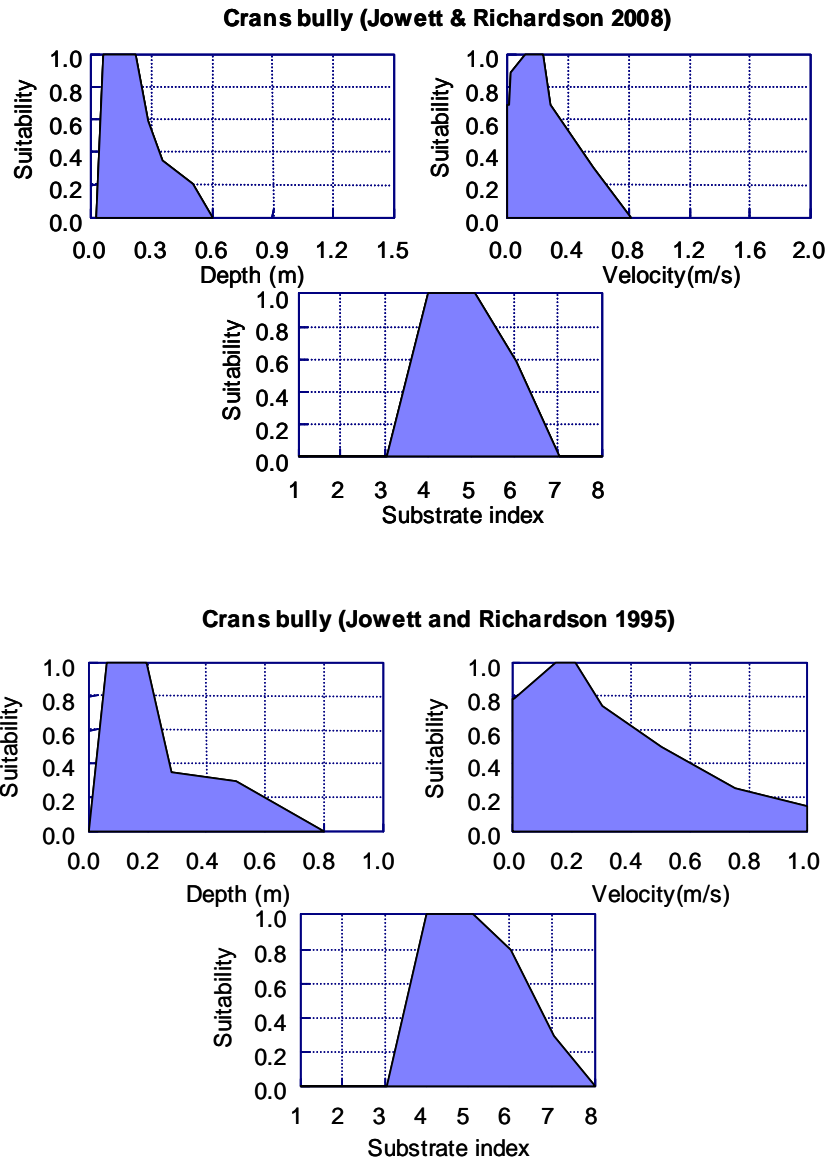 Crans bully (Jowett & Richardson 2008)
Suitability
1.0
0.8
0.6
0.4
0.2
0.0
0.0 0.3 0.6 0.9 1.2 1.5
Depth (m)
Suitability
1.0
0.8
0.6
0.4
0.2
0.0
0.0 0.4 0.8 1.2 1.6 2.0
Velocity(m/s)
Suitability
1.0
0.8
0.6
0.4
0.2
0.0
1 2 3 4 5 6 7 8
Substrate index
Crans bully (Jowett and Richardson 1995)
Suitability
1.0
0.8
0.6
0.4
0.2
0.0
0.0 0.2 0.4 0.6 0.8 1.0
Depth (m)
Suitability
1.0
0.8
0.6
0.4
0.2
0.0
0.0 0.2 0.4 0.6 0.8 1.0
Velocity(m/s)
Suitability
1.0
0.8
0.6
0.4
0.2
0.0
1 2 3 4 5 6 7 8
Substrate index